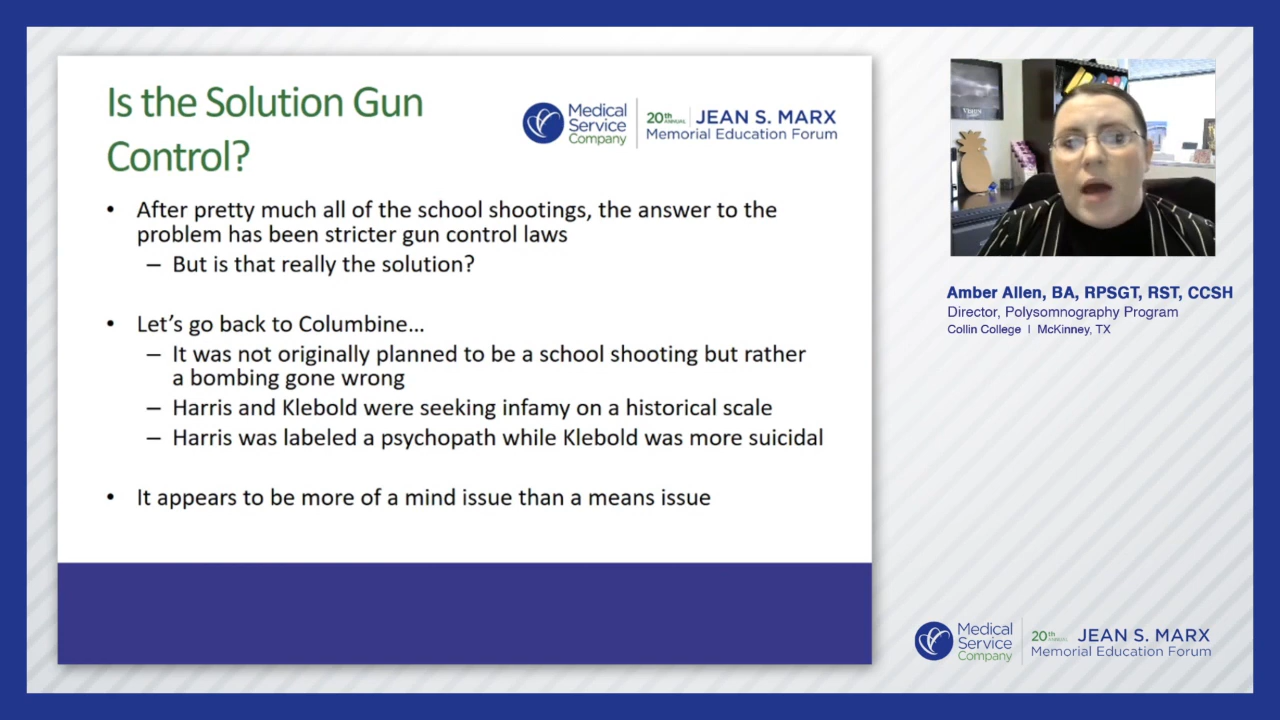 Is the Solution Gun
Control?
Medical
Service
Company
20th
ANNUAL
JEAN S. MARX
Memorial Education Forum
• After pretty much all of the school shootings, the answer to the
problem has been stricter gun control laws
– But is that really the solution?
• Let’s go back to Columbine…
– It was not originally planned to be a school shooting but rather
a bombing gone wrong
– Harris and Klebold were seeking infamy on a historical scale
– Harris was labeled a psychopath while Klebold was more suicidal
• It appears to be more of a mind issue than a means issue
Amber Allen, BA, RPSGT, RST, CCSH
Director, Polysomnography Program
Collin College | McKinney, TX
Medical
Service
Company
20th
ANNUAL
JEAN S. MARX
Memorial Education Forum